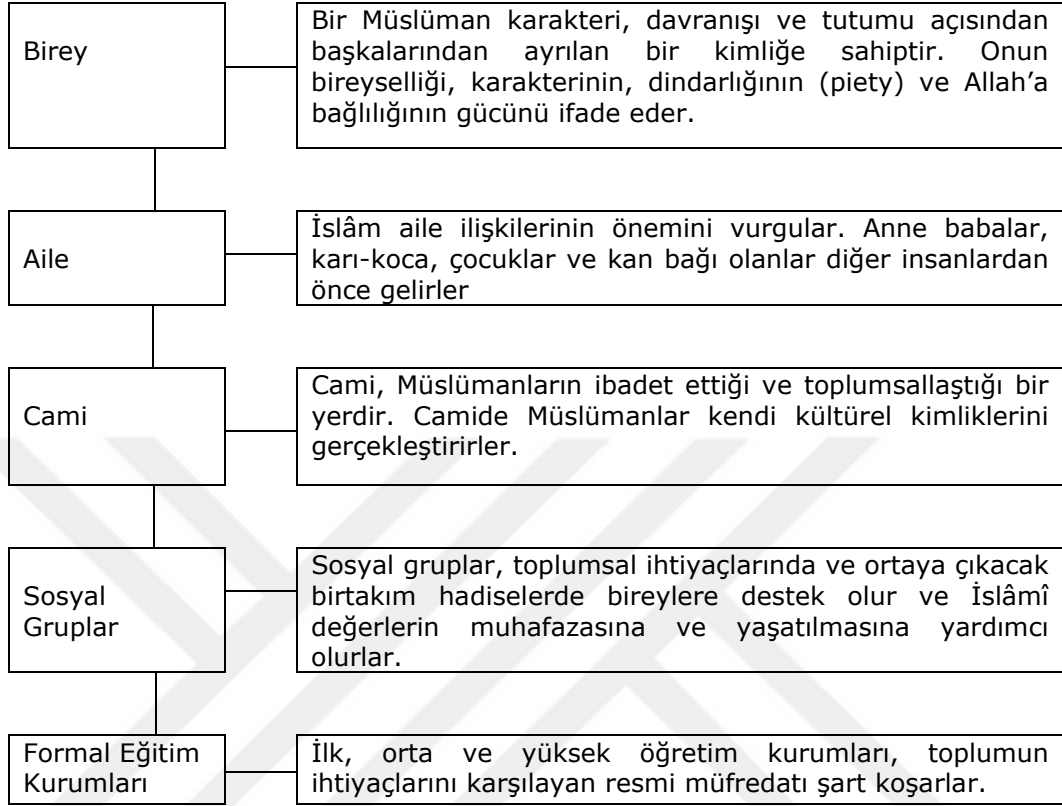 Birey
Bir Müslüman karakteri, davranışı ve tutumu açısından
başkalarından ayrılan bir kimliğe sahiptir. Onun
bireyselliği, karakterinin, dindarlığının (piety) ve Allah'a
bağlılığının gücünü ifade eder.
Aile
İslâm aile ilişkilerinin önemini vurgular. Anne babalar,
karı-koca, çocuklar ve kan bağı olanlar diğer insanlardan
önce gelirler
Cami
Cami, Müslümanların ibadet ettiği ve toplumsallaştığı bir
yerdir. Camide Müslümanlar kendi kültürel kimliklerini
gerçekleştirirler.
Sosyal
Gruplar
Sosyal gruplar, toplumsal ihtiyaçlarında ve ortaya çıkacak
birtakım hadiselerde bireylere destek olur ve İslâmî
değerlerin muhafazasına ve yaşatılmasına yardımcı
olurlar.
Formal Eğitim
Kurumları
İlk, orta ve yüksek öğretim kurumları, toplumun
ihtiyaçlarını karşılayan resmi müfredatı şart koşarlar.